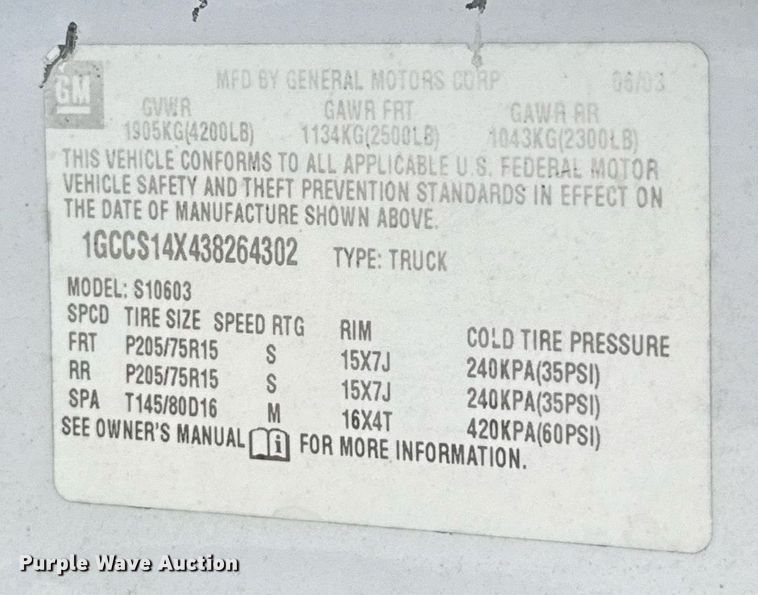 GM
MFD BY GENERAL MOTORS CORP 06/03
GVWR GAWR FRT GAWR RR
1905KG(4200LB) 1134KG(2500LB) 1043KG(2300LB)
THIS VEHICLE CONFORMS TO ALL APPLICABLE U.S. FEDERAL MOTOR
VEHICLE SAFETY AND THEFT PREVENTION STANDARDS IN EFFECT ON
THE DATE OF MANUFACTURE SHOWN ABOVE.
1GCCS14X438264302 TYPE: TRUCK
MODEL: S10603
SPCD TIRE SIZE SPEED RTG RIM COLD TIRE PRESSURE
FRT P205/75R15 S 15X7J 240KPA(35PSI)
RR P205/75R15 S 15X7J 240KPA(35PSI)
SPA T145/80D16 M 16X4T 420KPA(60PSI)
SEE OWNER'S MANUAL i FOR MORE INFORMATION.
Purple Wave Auction